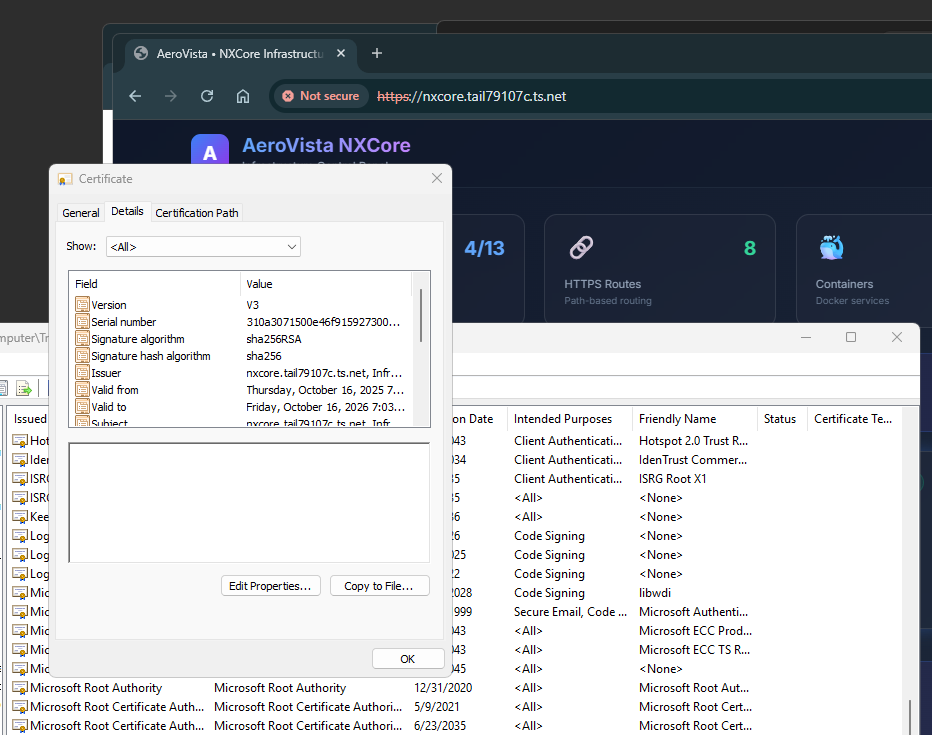 AeroVista • NXCore Infrastructu
Not secure
https://nxcore.tail79107c.ts.net
A
AeroVista NXCore
Certificate
General
Details
Certification Path
Show:
<All>
4/13
8
HTTPS Routes
Path-based routing
Containers
Docker services
Field
Value
Version
V3
Serial number
310a3071500e46f915927300...
Signature algorithm
sha256RSA
Signature hash algorithm
sha256
Issuer
nxcore.tail79107c.ts.net, Infr...
Valid from
Thursday, October 16, 2025 7...
Valid to
Friday, October 16, 2026 7:03...
Subject
nxcore.tail79107c.ts.net, Infr
Edit Properties...
Copy to File...
OK
mputer\Tr
Issued
on Date
Intended Purposes
Friendly Name
Status
Certificate Te...
Hot
043
Client Authenticati...
Hotspot 2.0 Trust R...
Iden
034
Client Authenticati...
IdenTrust Commer...
ISRG
35
Client Authenticati...
ISRG Root X1
ISRG
35
<All>
<None>
Kee
36
<All>
<None>
Log
26
Code Signing
<None>
Log
025
Code Signing
<None>
Log
22
Code Signing
<None>
Mic
2028
Code Signing
libwdi
Mic
1999
Secure Email, Code ...
Microsoft Authenti...
Mic
043
<All>
Microsoft ECC Prod...
Mic
043
<All>
Microsoft ECC TS R...
Mic
045
<All>
<None>
Microsoft Root Authority
Microsoft Root Authority
12/31/2020
<All>
Microsoft Root Aut...
Microsoft Root Certificate Auth...
Microsoft Root Certificate Authori...
5/9/2021
<All>
Microsoft Root Cert...
Microsoft Root Certificate Auth...
Microsoft Root Certificate Authori...
6/23/2035
<All>
Microsoft Root Cert...